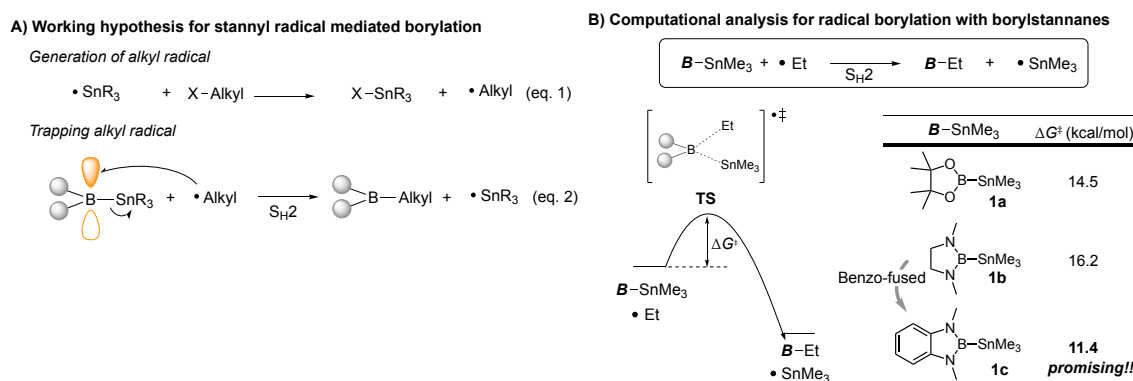 A) Working hypothesis for stannyl radical mediated borylation
Generation of alkyl radical
• SnR3 + X–Alkyl X–SnR3 + •Alkyl (eq. 1)
Trapping alkyl radical
B SnR3 + •Alkyl SH2 B–Alkyl + •SnR3 (eq. 2)
B) Computational analysis for radical borylation with borylstannanes
B–SnMe3 + • Et SH2 B–Et + • SnMe3
B Et SnMe3 •‡
TS
ΔG‡
B–SnMe3
• Et
B–Et
• SnMe3
B–SnMe3 ΔG‡ (kcal/mol)
O
B–SnMe3 14.5
O 1a
N
B–SnMe3 16.2
N 1b
Benzo-fused
N
B–SnMe3 11.4
N 1c promising!!